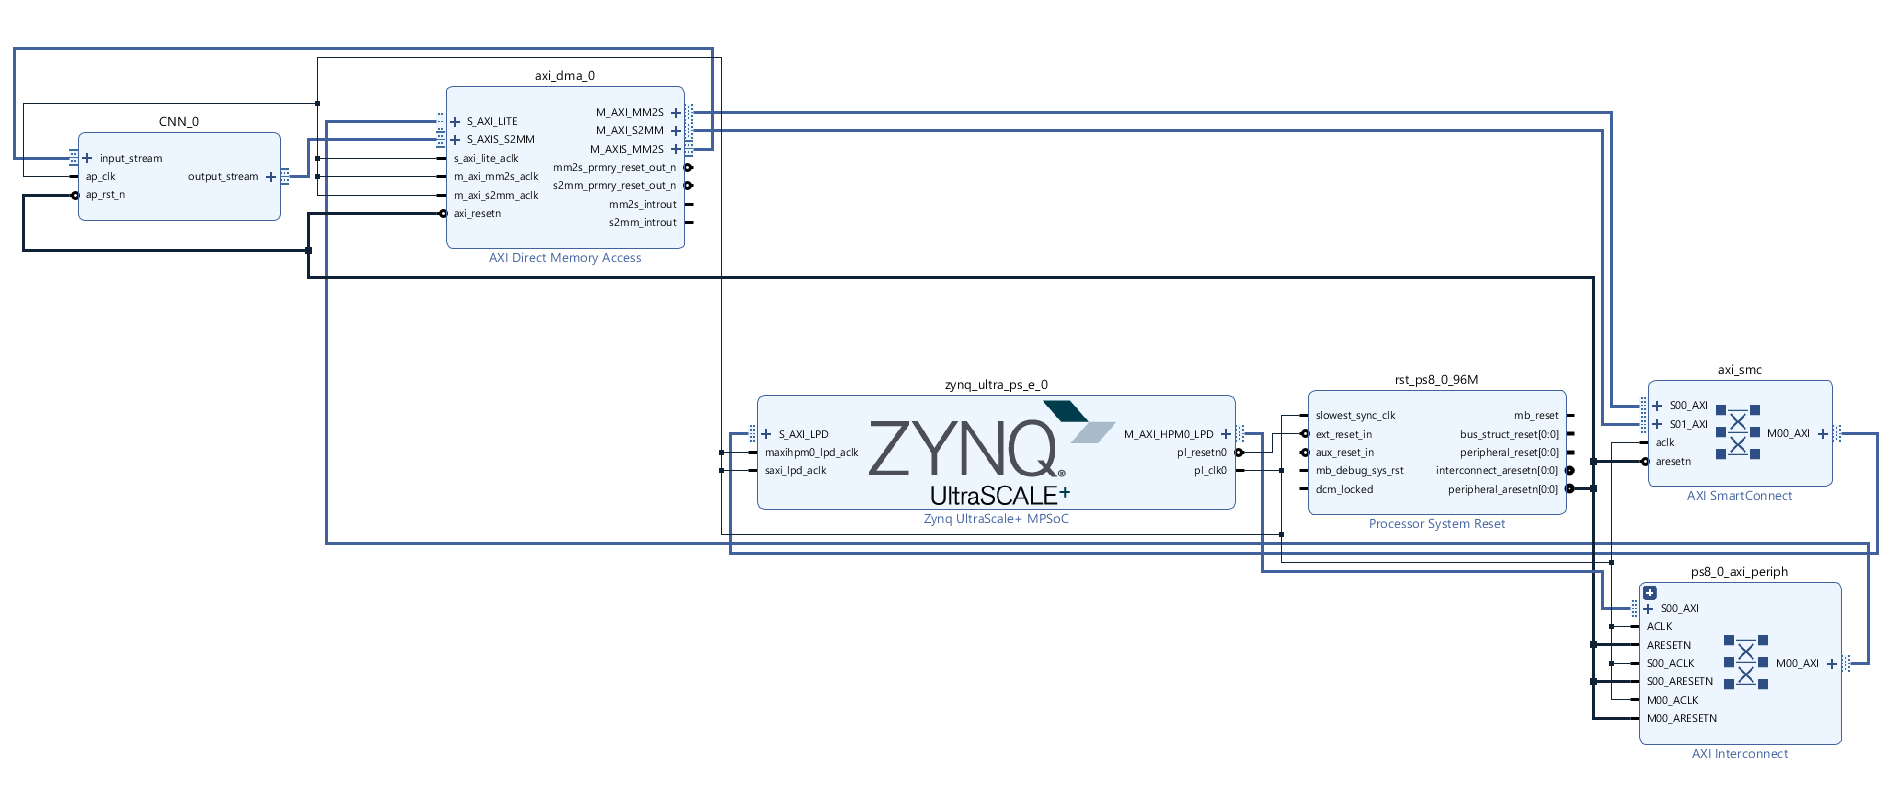 CNN_0
input_stream
ap_clk
ap_rst_n
output_stream
axi_dma_0
S_AXI_LITE
S_AXIS_S2MM
s_axi_lite_aclk
m_axi_mm2s_aclk
m_axi_s2mm_aclk
axi_resetn
M_AXI_MM2S
M_AXI_S2MM
M_AXIS_MM2S
mm2s_prmry_reset_out_n
s2mm_prmry_reset_out_n
mm2s_introut
s2mm_introut
AXI Direct Memory Access
zynq_ultra_ps_e_0
S_AXI_LPD
maxihpm0_lpd_aclk
saxi_lpd_aclk
ZYNQ®
UltraSCALE+
M_AXI_HPM0_LPD
pl_resetn0
pl_clk0
Zynq UltraScale+ MPSoC
rst_ps8_0_96M
slowest_sync_clk
ext_reset_in
aux_reset_in
mb_debug_sys_rst
dcm_locked
mb_reset
bus_struct_reset[0:0]
peripheral_reset[0:0]
interconnect_aresetn[0:0]
peripheral_aresetn[0:0]
Processor System Reset
axi_smc
S00_AXI
S01_AXI
aclk
aresetn
M00_AXI
AXI SmartConnect
ps8_0_axi_periph
S00_AXI
ACLK
ARESETN
S00_ACLK
S00_ARESETN
M00_ACLK
M00_ARESETN
M00_AXI
AXI Interconnect